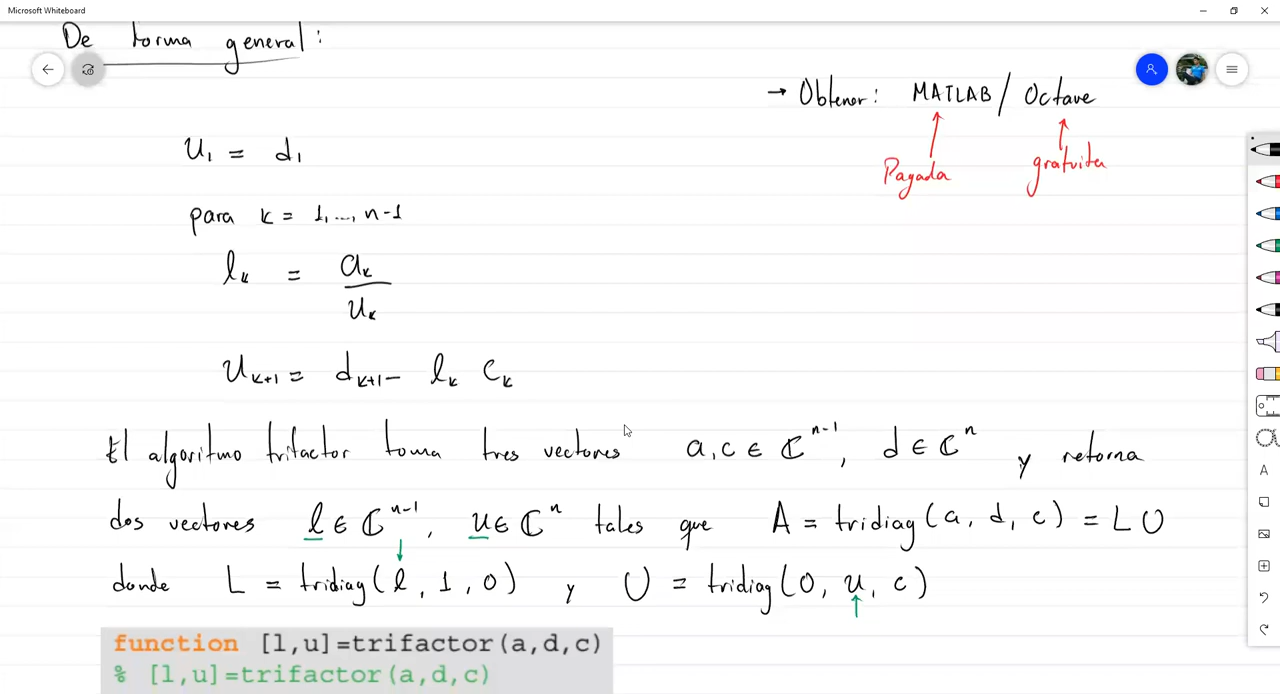 Microsoft Whiteboard
De forma general:
→ Obtener: MATLAB / Octave
Pagada
gratuita
u₁ = d₁
para k = 1, ..., n-1
lₖ = aₖ / uₖ
uₖ₊₁ = dₖ₊₁ - lₖ cₖ
El algoritmo trifactor toma tres vectores a, c ∈ ℂⁿ⁻¹, d ∈ ℂⁿ y retorna
dos vectores l ∈ ℂⁿ⁻¹, u ∈ ℂⁿ tales que A = tridiag(a, d, c) = LU
donde L = tridiag(l, 1, 0) y U = tridiag(0, u, c)
function [l,u]=trifactor(a,d,c)
% [l,u]=trifactor(a,d,c)